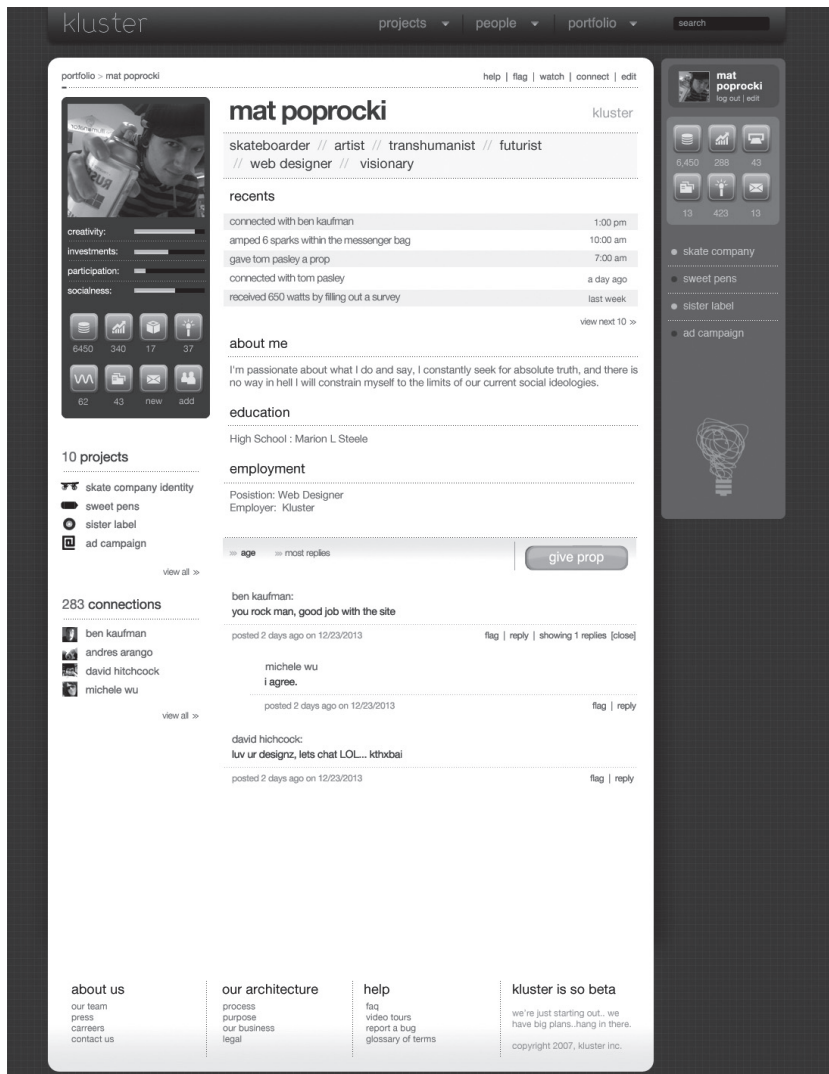 kluster
projects people portfolio search
portfolio > mat poprocki
help | flag | watch | connect | edit
creativity:
investments:
participation:
socialness:
6450 340 17 37
62 43 new add
10 projects
skate company identity
sweet pens
sister label
ad campaign
view all »
283 connections
ben kaufman
andres arango
david hitchcock
michele wu
view all »
mat poprocki kluster
skateboarder // artist // transhumanist // futurist
// web designer // visionary
recents
connected with ben kaufman 1:00 pm
amped 6 sparks within the messenger bag 10:00 am
gave tom pasley a prop 7:00 am
connected with tom pasley a day ago
received 650 watts by filling out a survey last week
view next 10 »
about me
I'm passionate about what I do and say, I constantly seek for absolute truth, and there is
no way in hell I will constrain myself to the limits of our current social ideologies.
education
High School : Marion L Steele
employment
Posistion: Web Designer
Employer: Kluster
» age » most replies give prop
ben kaufman:
you rock man, good job with the site
posted 2 days ago on 12/23/2013 flag | reply | showing 1 replies [close]
michele wu
i agree.
posted 2 days ago on 12/23/2013 flag | reply
david hichcock:
luv ur designz, lets chat LOL... kthxbai
posted 2 days ago on 12/23/2013 flag | reply
mat
poprocki
log out | edit
6,450 288 43
13 423 13
skate company
sweet pens
sister label
ad campaign
about us
our team
press
carreers
contact us
our architecture
process
purpose
our business
legal
help
faq
video tours
report a bug
glossary of terms
kluster is so beta
we're just starting out.. we
have big plans..hang in there.
copyright 2007, kluster inc.